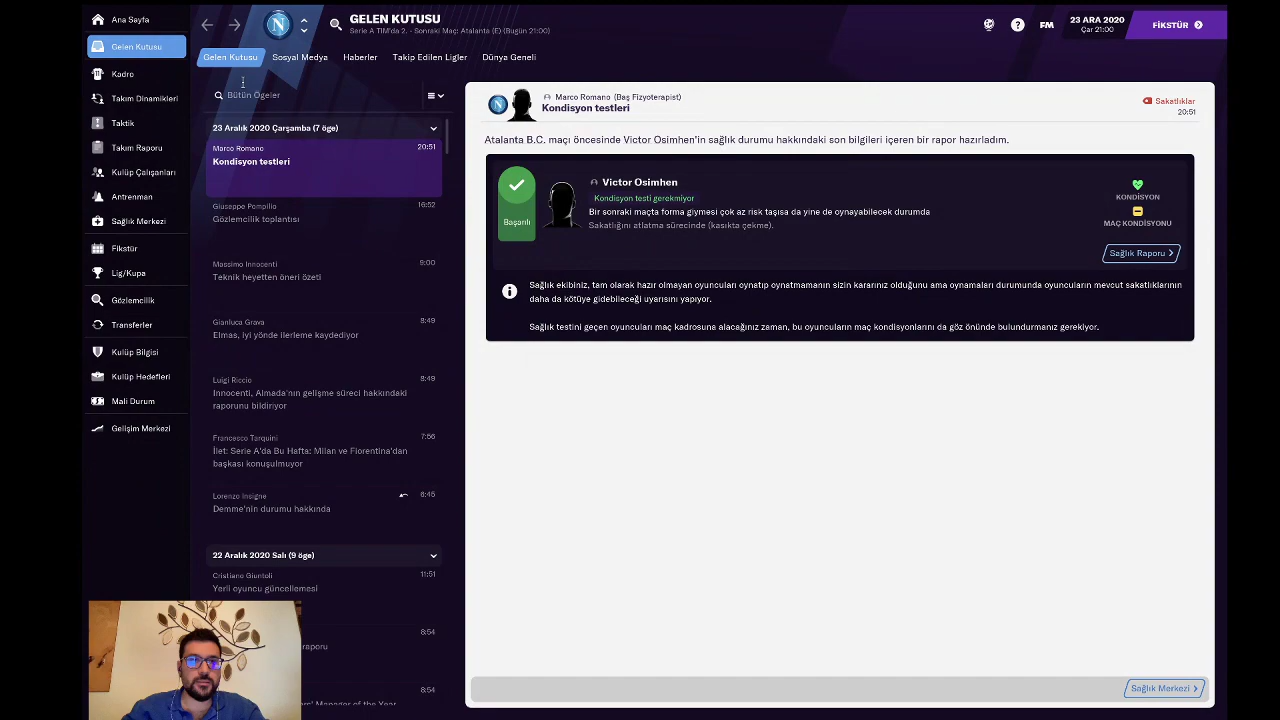 Ana Sayfa
Gelen Kutusu
Kadro
Takım Dinamikleri
Taktik
Takım Raporu
Kulüp Çalışanları
Antrenman
Sağlık Merkezi
Fikstür
Lig/Kupa
Gözlemcilik
Transferler
Kulüp Bilgisi
Kulüp Hedefleri
Mali Durum
Gelişim Merkezi
N
GELEN KUTUSU
Serie A TIM'da 2. - Sonraki Maç: Atalanta (E) (Bugün 21:00)
?
FM
23 ARA 2020
Çar 21:00
FİKSTÜR
Gelen Kutusu
Sosyal Medya
Haberler
Takip Edilen Ligler
Dünya Geneli
Bütün Ögeler
23 Aralık 2020 Çarşamba (7 öge)
Marco Romano
20:51
Kondisyon testleri
Giuseppe Pompilio
16:52
Gözlemcilik toplantısı
Massimo Innocenti
9:00
Teknik heyetten öneri özeti
Gianluca Grava
8:49
Elmas, iyi yönde ilerleme kaydediyor
Luigi Riccio
8:49
Innocenti, Almada'nın gelişme süreci hakkındaki
raporunu bildiriyor
Francesco Tarquini
7:56
İlet: Serie A'da Bu Hafta: Milan ve Fiorentina'dan
başkası konuşulmuyor
Lorenzo Insigne
6:45
Demme'nin durumu hakkında
22 Aralık 2020 Salı (9 öge)
Cristiano Giuntoli
11:51
Yerli oyuncu güncellemesi
8:54
raporu
8:54
Manager of the Year
Marco Romano (Baş Fizyoterapist)
Kondisyon testleri
Sakatlıklar
20:51
Atalanta B.C. maçı öncesinde Victor Osimhen'in sağlık durumu hakkındaki son bilgileri içeren bir rapor hazırladım.
Başarılı
Victor Osimhen
Kondisyon testi gerekmiyor
Bir sonraki maçta forma giymesi çok az risk taşısa da yine de oynayabilecek durumda
Sakatlığını atlatma sürecinde (kasıkta çekme).
KONDİSYON
MAÇ KONDİSYONU
Sağlık Raporu
Sağlık ekibiniz, tam olarak hazır olmayan oyuncuları oynatıp oynatmamanın sizin kararınız olduğunu ama oynamaları durumunda oyuncuların mevcut sakatlıklarının
daha da kötüye gidebileceği uyarısını yapıyor.
Sağlık testini geçen oyuncuları maç kadrosuna alacağınız zaman, bu oyuncuların maç kondisyonlarını da göz önünde bulundurmanız gerekiyor.
Sağlık Merkezi